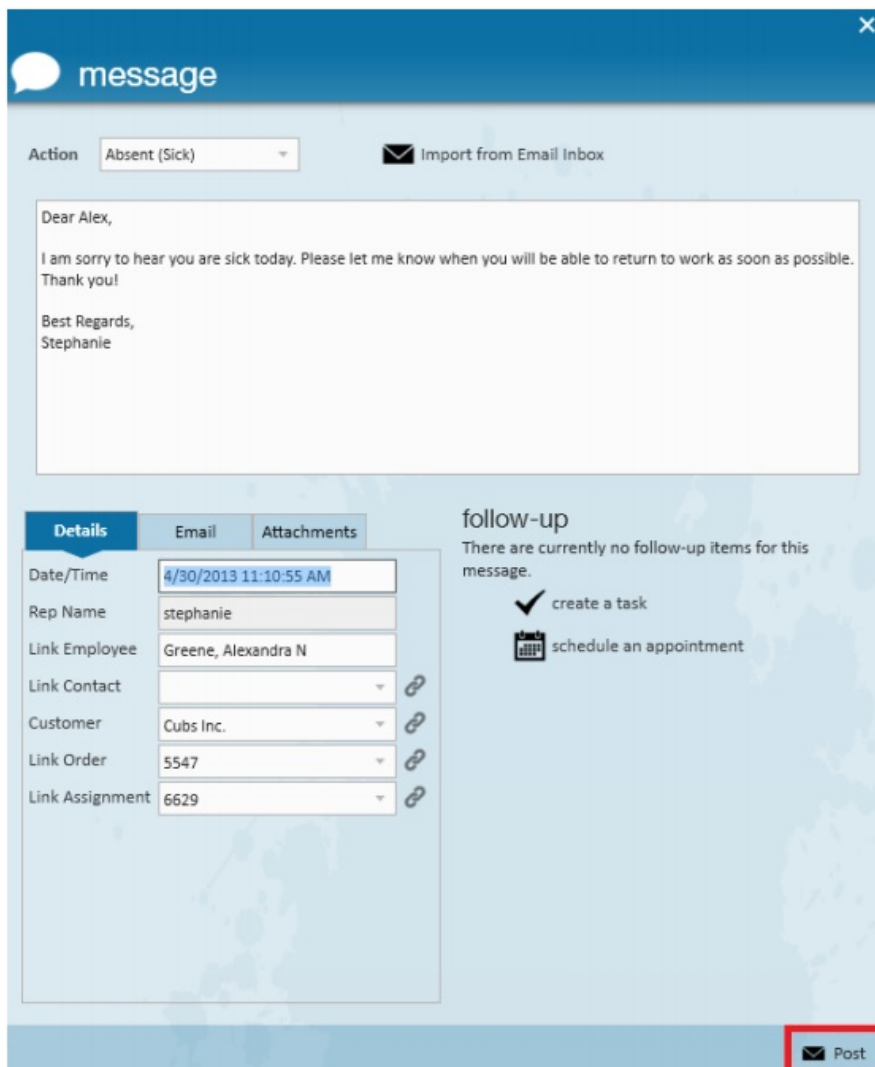 message
Action Absent (Sick) Import from Email Inbox
Dear Alex,
I am sorry to hear you are sick today. Please let me know when you will be able to return to work as soon as possible.
Thank you!
Best Regards,
Stephanie
Details Email Attachments
Date/Time 4/30/2013 11:10:55 AM
Rep Name stephanie
Link Employee Greene, Alexandra N
Link Contact
Customer Cubs Inc.
Link Order 5547
Link Assignment 6629
follow-up
There are currently no follow-up items for this
message.
create a task
schedule an appointment
Post